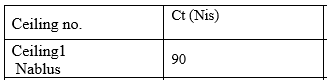 Ceiling no.
Ct (Nis)
Ceiling1
Nablus
90